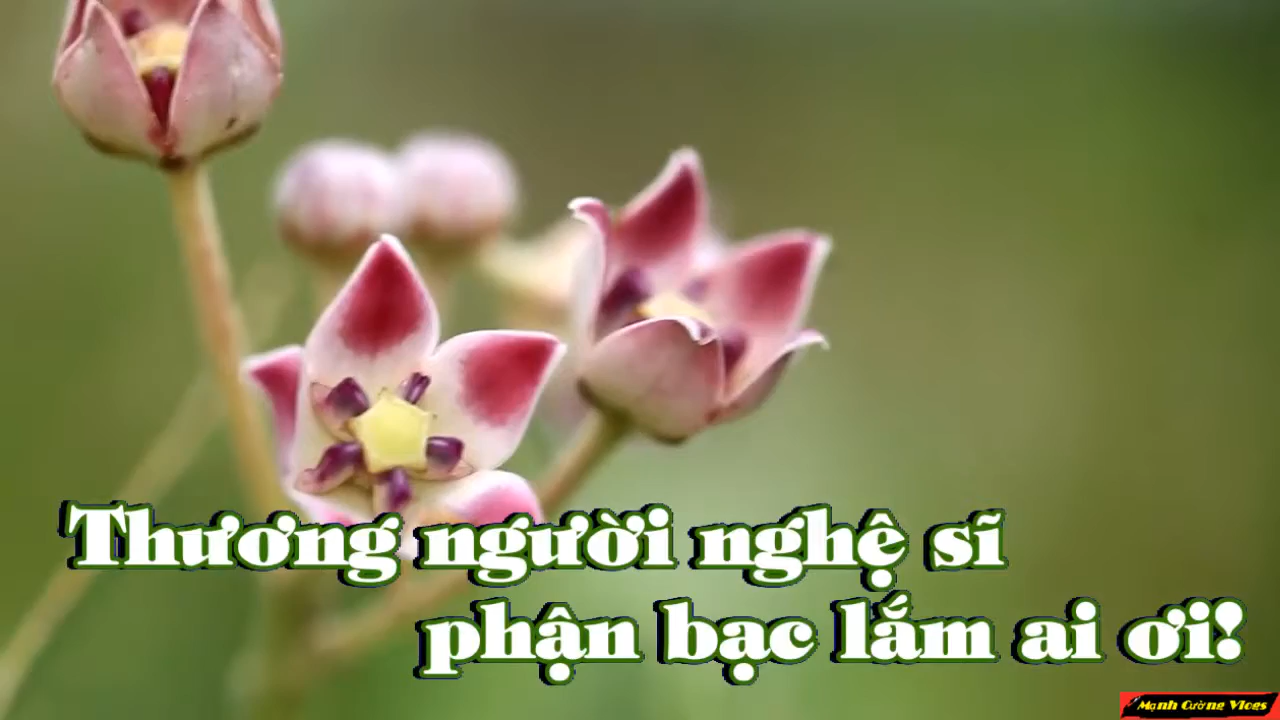 Thương người nghệ sĩ
phận bạc lắm ai ơi!
Mạnh Cường Vlogs